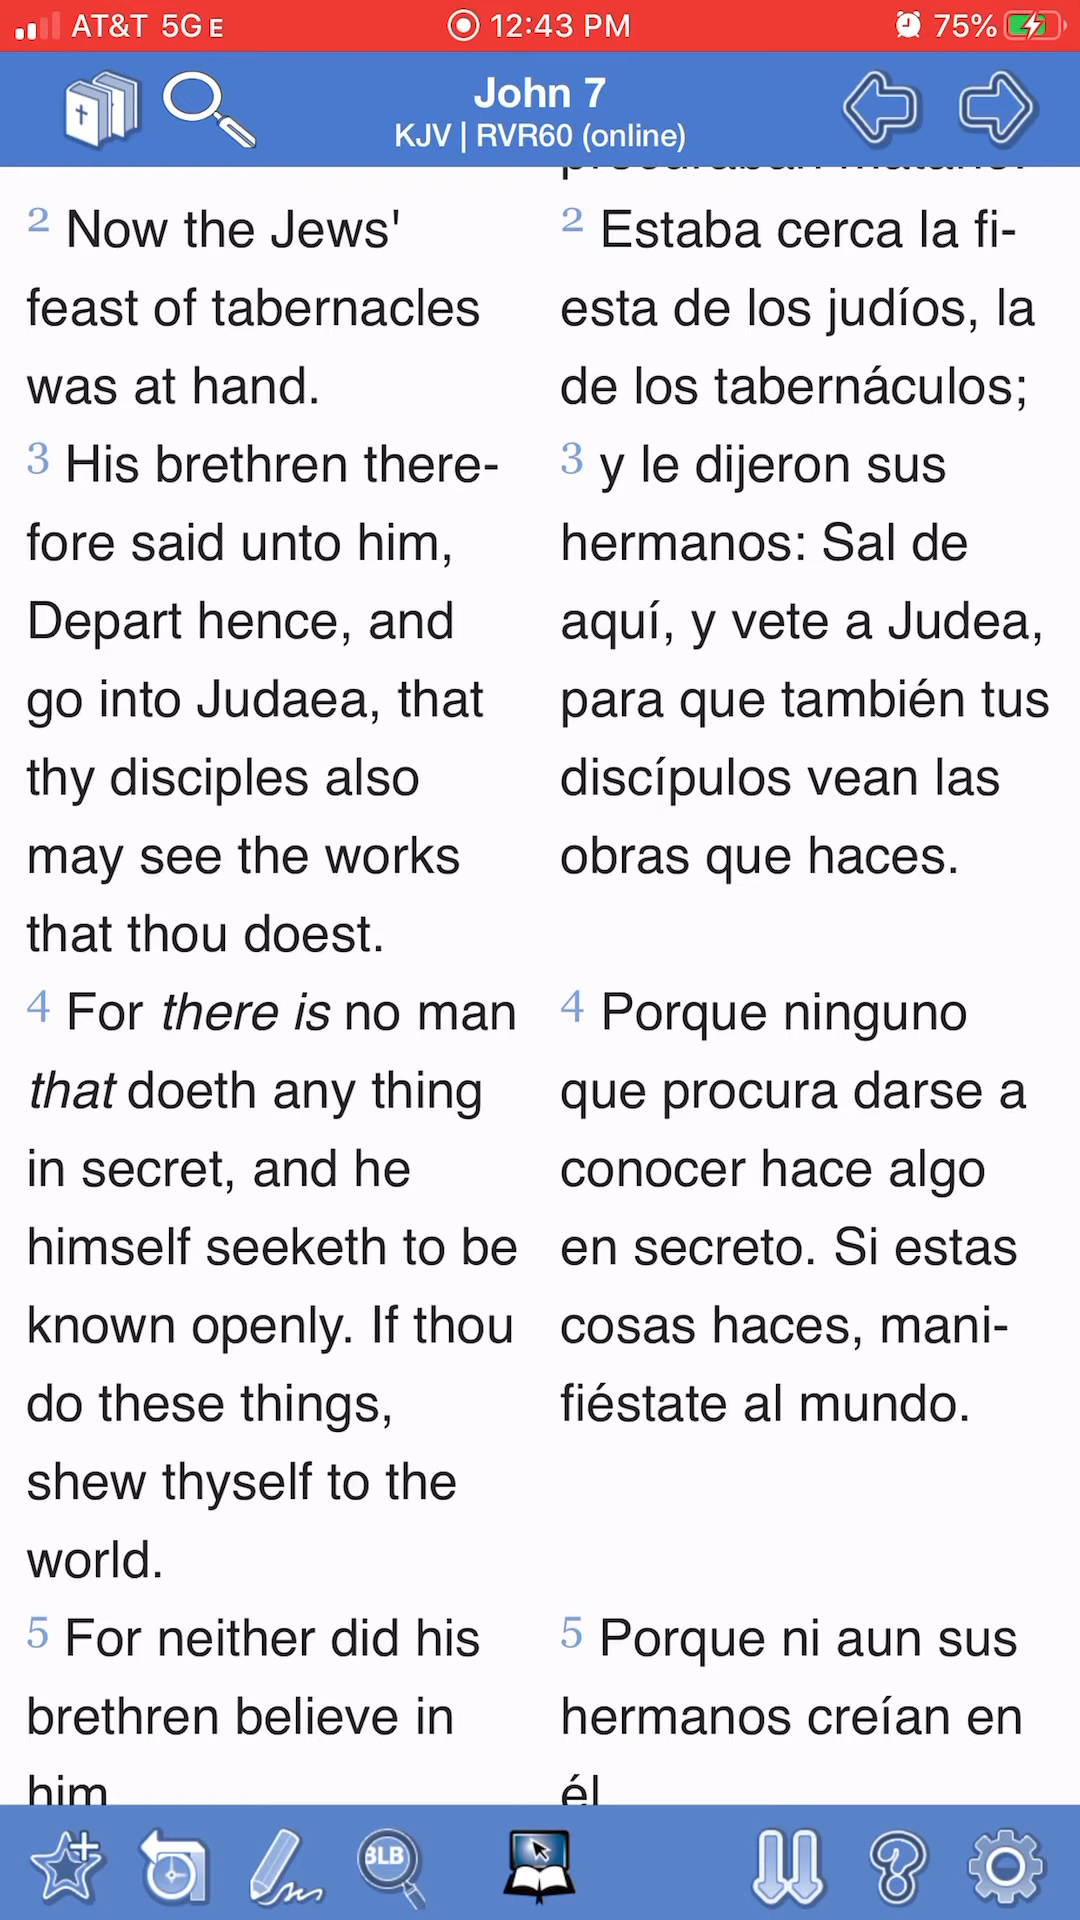 AT&T 5GE
12:43 PM
75%
John 7
KJV | RVR60 (online)
2 Now the Jews'
feast of tabernacles
was at hand.
3 His brethren there-
fore said unto him,
Depart hence, and
go into Judaea, that
thy disciples also
may see the works
that thou doest.
4 For there is no man
that doeth any thing
in secret, and he
himself seeketh to be
known openly. If thou
do these things,
shew thyself to the
world.
5 For neither did his
brethren believe in
him
2 Estaba cerca la fi-
esta de los judíos, la
de los tabernáculos;
3 y le dijeron sus
hermanos: Sal de
aquí, y vete a Judea,
para que también tus
discípulos vean las
obras que haces.
4 Porque ninguno
que procura darse a
conocer hace algo
en secreto. Si estas
cosas haces, mani-
fiéstate al mundo.
5 Porque ni aun sus
hermanos creían en
él
BLB